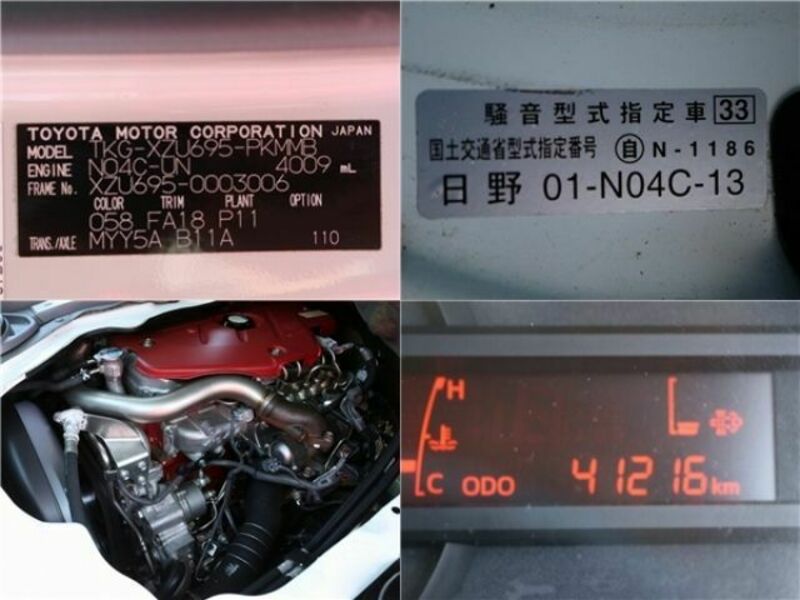 TOYOTA MOTOR CORPORATION JAPAN
MODEL TKG-XZU695-PKMMB
ENGINE N04C-UN 4009 mL
FRAME No. XZU695-0003006
COLOR TRIM PLANT OPTION
058 FA18 P11
TRANS./AXLE MYY5A B11A 110
騒音型式指定車 33
国土交通省型式指定番号 自 N-1186
日野 01-N04C-13
H
C ODO 41216 km